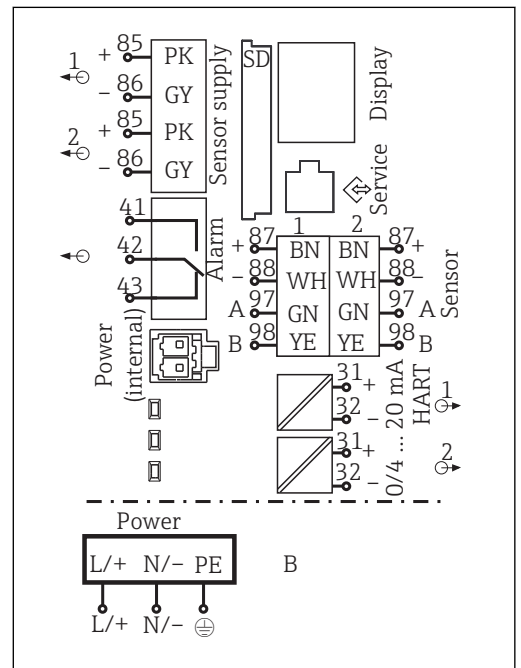 1
+ 85 PK
- 86 GY
2
+ 85 PK
- 86 GY
Sensor supply
SD
Display
Service
41
42
43
Alarm
1 2
+ 87 BN BN 87 +
- 88 WH WH 88 -
A 97 GN GN 97 A
B 98 YE YE 98 B
Sensor
Power
(internal)
31 +
32 -
1
31 +
32 -
2
0/4 ... 20 mA
HART
Power
L/+ N/- PE
B
L/+ N/-